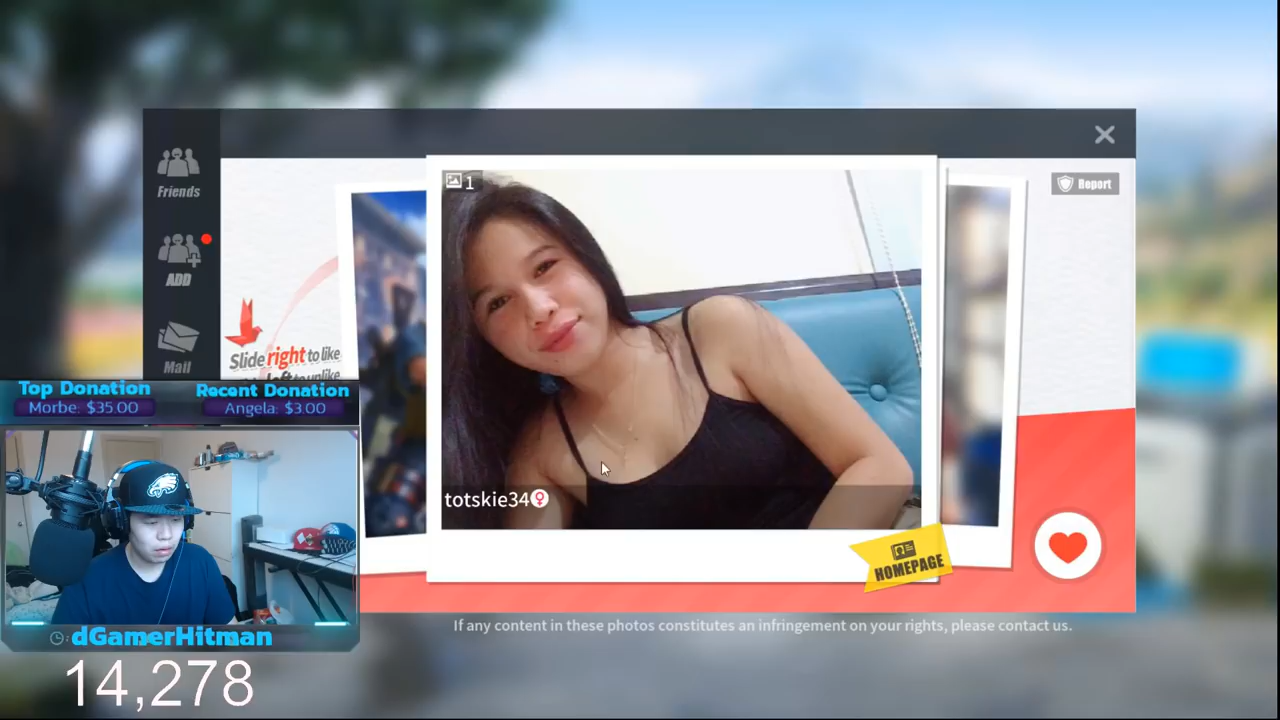 Friends
ADD
Mail
1
Report
Slide right to like
totskie34
HOMEPAGE
If any content in these photos constitutes an infringement on your rights, please contact us.
Top Donation
Morbe: $35.00
Recent Donation
Angela: $3.00
dGamerHitman
14,278